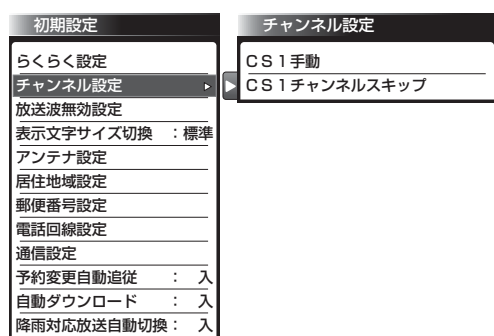 初期設定
らくらく設定
チャンネル設定
放送波無効設定
表示文字サイズ切換 :標準
アンテナ設定
居住地域設定
郵便番号設定
電話回線設定
通信設定
予約変更自動追従 : 入
自動ダウンロード : 入
降雨対応放送自動切換: 入
チャンネル設定
CS1手動
CS1チャンネルスキップ